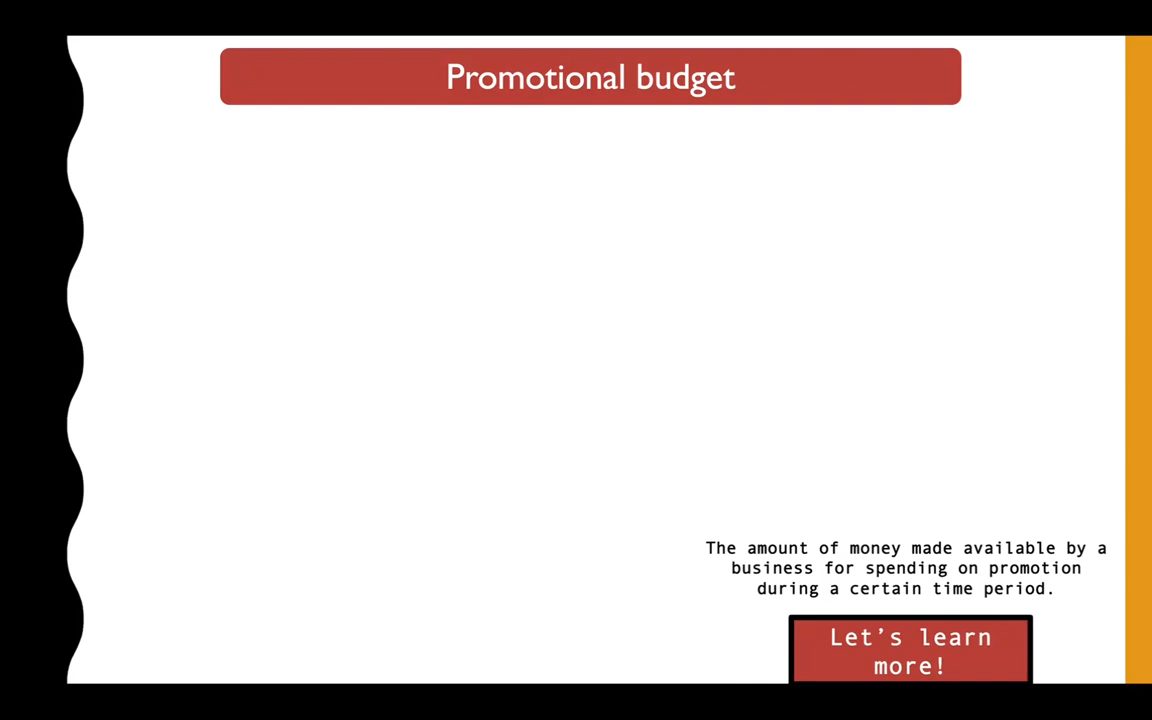 Promotional budget
The amount of money made available by a
business for spending on promotion
during a certain time period.
Let’s learn
more!